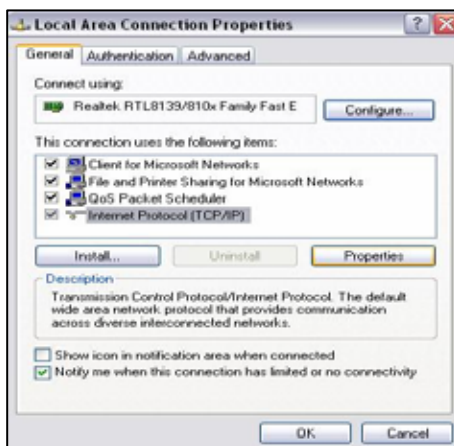 Local Area Connection Properties
General Authentication Advanced
Connect using:
Realtek RTL8139/810x Family Fast E
Configure...
This connection uses the following items:
Client for Microsoft Networks
File and Printer Sharing for Microsoft Networks
QoS Packet Scheduler
Internet Protocol (TCP/IP)
Install... Uninstall Properties
Description
Transmission Control Protocol/Internet Protocol. The default
wide area network protocol that provides communication
across diverse interconnected networks.
Show icon in notification area when connected
Notify me when this connection has limited or no connectivity
OK Cancel